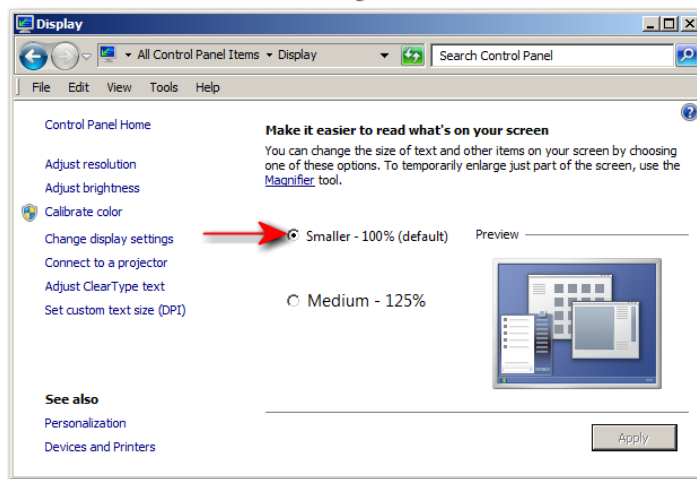 Display
All Control Panel Items Display
Search Control Panel
File Edit View Tools Help
Control Panel Home
Adjust resolution
Adjust brightness
Calibrate color
Change display settings
Connect to a projector
Adjust ClearType text
Set custom text size (DPI)
See also
Personalization
Devices and Printers
Make it easier to read what's on your screen
You can change the size of text and other items on your screen by choosing
one of these options. To temporarily enlarge just part of the screen, use the
Magnifier tool.
Smaller - 100% (default)
Preview
Medium - 125%
Apply